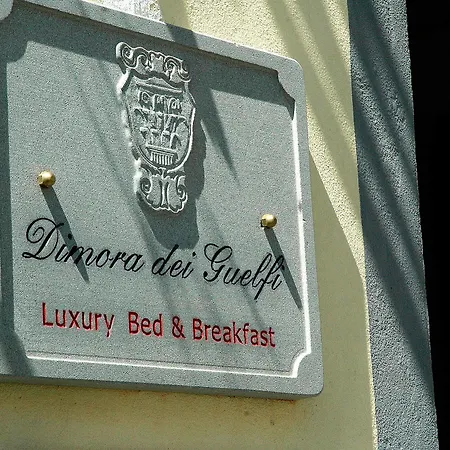 Dimora dei Guelfi
Luxury Bed & Breakfast